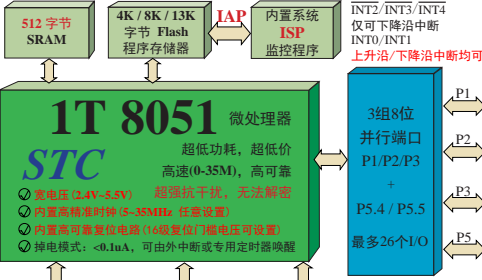 512 字节
SRAM
4K / 8K / 13K
字节 Flash
程序存储器
IAP
内置系统
ISP
监控程序
INT2/INT3/INT4
仅可下降沿中断
INT0/INT1
上升沿/下降沿中断均可
1T 8051 微处理器
STC
超低功耗，超低价
高速(0-35M)，高可靠
超强抗干扰，无法解密
宽电压(2.4V-5.5V)
内置高精准时钟(5~35MHz 任意设置)
内置高可靠复位电路(16级复位门槛电压可设置)
掉电模式：<0.1uA，可由外中断或专用定时器唤醒
3组8位
并行端口
P1/P2/P3
+
P5.4 / P5.5
最多26个I/O
P1
P2
P3
P5